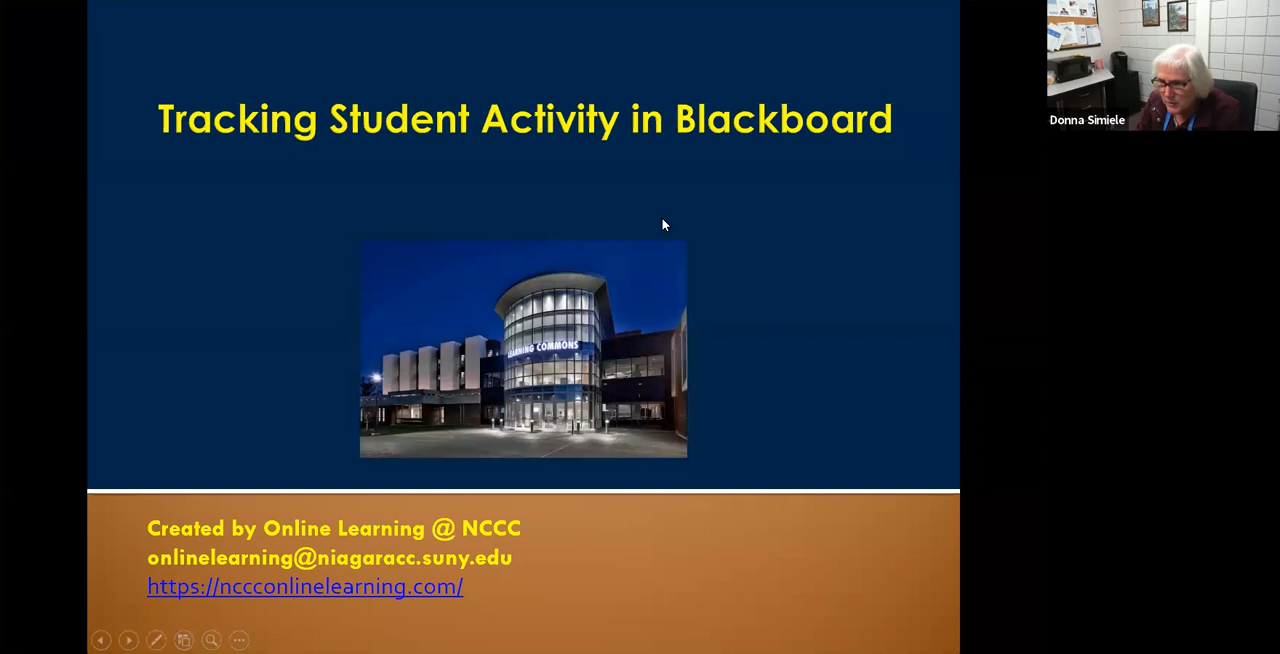 Tracking Student Activity in Blackboard
LEARNING COMMONS
Created by Online Learning @ NCCC
onlinelearning@niagaracc.suny.edu
https://nccconlinelearning.com/
Donna Simiele